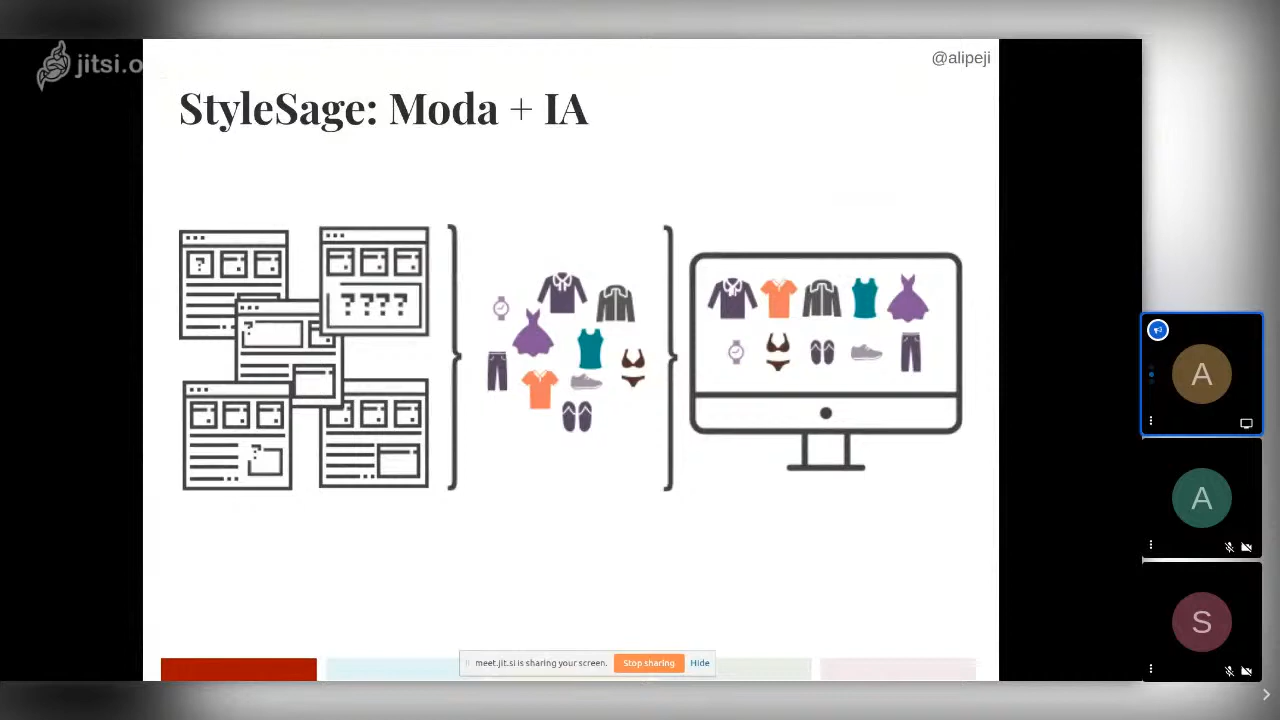 jitsi.o
@alipeji
StyleSage: Moda + IA
?
? ? ? ?
?
?
A
A
S
meet.jit.si is sharing your screen.
Stop sharing
Hide